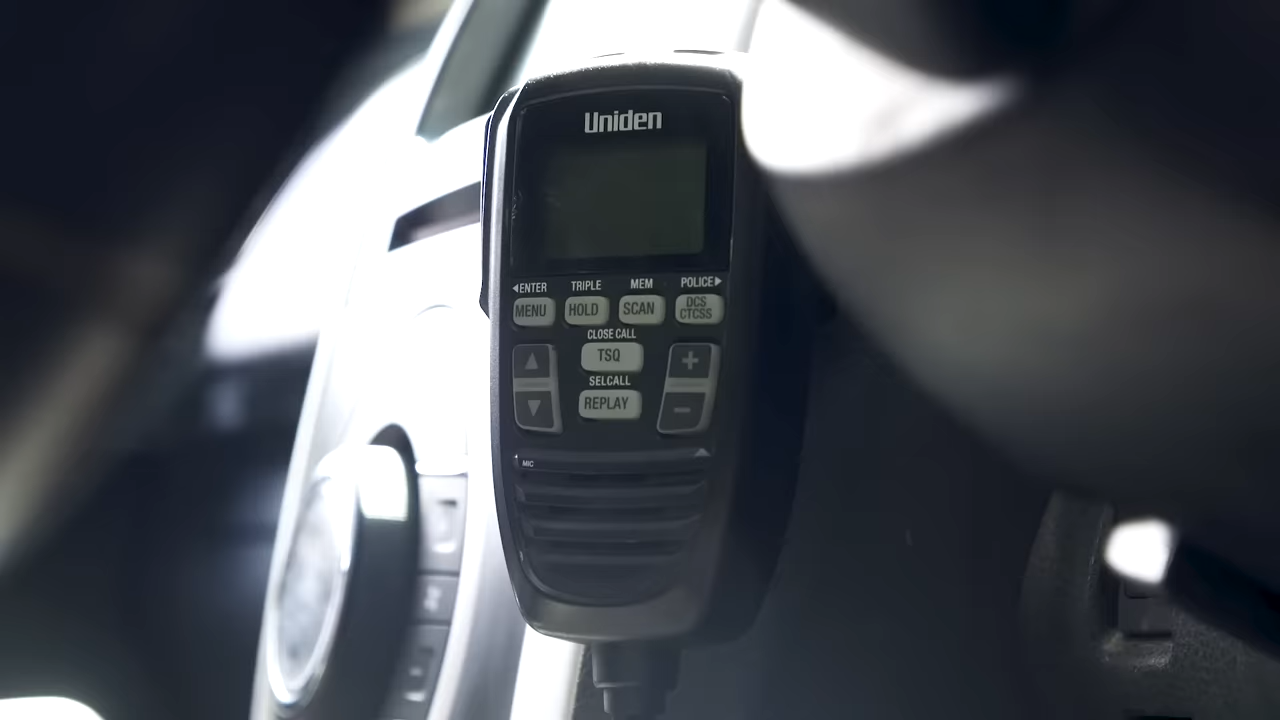 Uniden
◀ENTER TRIPLE MEM POLICE▶
MENU HOLD SCAN DCS CTCSS
CLOSE CALL
TSQ
SELCALL
REPLAY
MIC